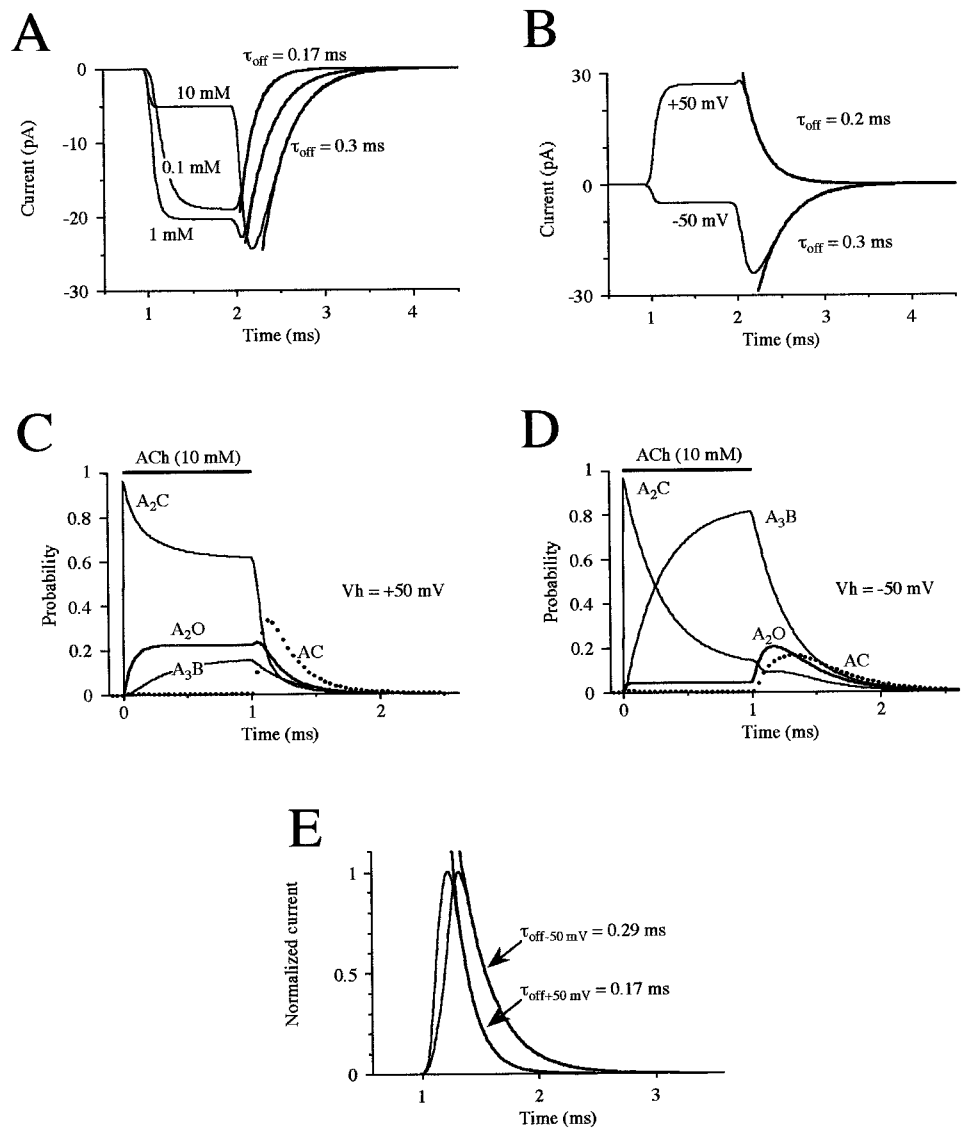 A
B
τoff = 0.17 ms
0
10 mM
-10
0.1 mM
τoff = 0.3 ms
-20
1 mM
-30
Current (pA)
1
2
3
4
Time (ms)
30
+50 mV
τoff = 0.2 ms
0
-50 mV
τoff = 0.3 ms
-30
Current (pA)
1
2
3
4
Time (ms)
C
D
ACh (10 mM)
1
A2C
0.8
0.6
Vh = +50 mV
0.4
A2O
AC
0.2
A3B
0
Probability
0
1
2
Time (ms)
ACh (10 mM)
1
A2C
A3B
0.8
0.6
Vh = -50 mV
0.4
A2O
AC
0.2
0
Probability
0
1
2
Time (ms)
E
1
τoff-50 mV = 0.29 ms
0.5
τoff+50 mV = 0.17 ms
0
Normalized current
1
2
3
Time (ms)